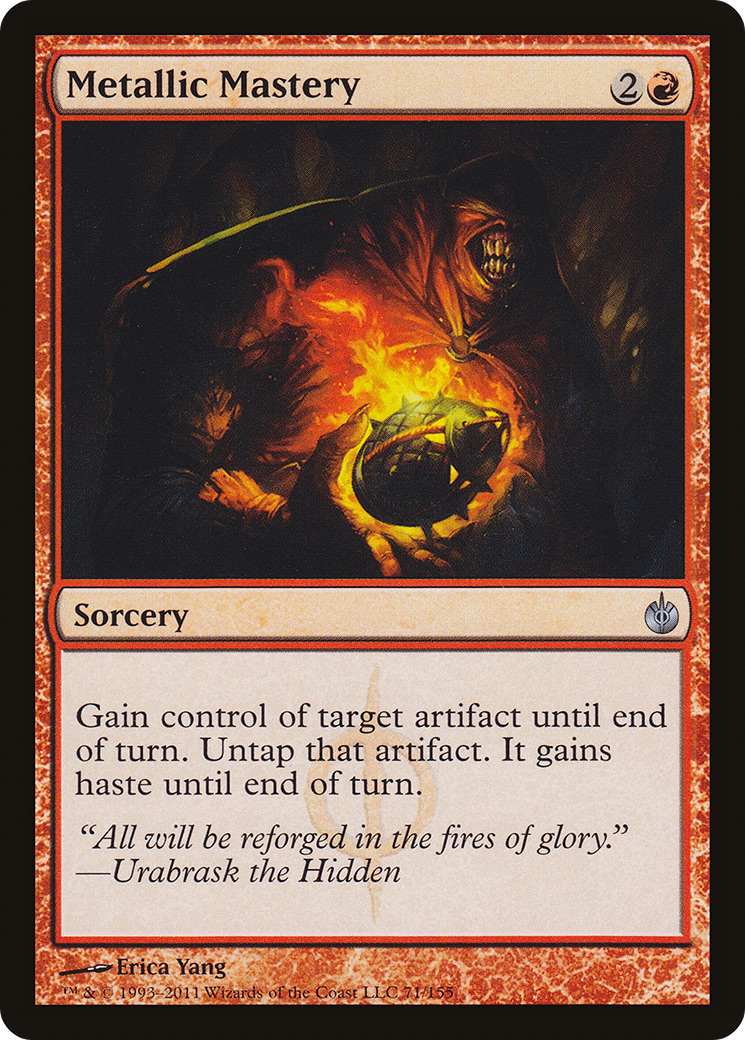 Metallic Mastery 2
Sorcery
Gain control of target artifact until end
of turn. Untap that artifact. It gains
haste until end of turn.
“All will be reforged in the fires of glory.”
—Urabrask the Hidden
Erica Yang
™ & © 1993–2011 Wizards of the Coast LLC 71/155